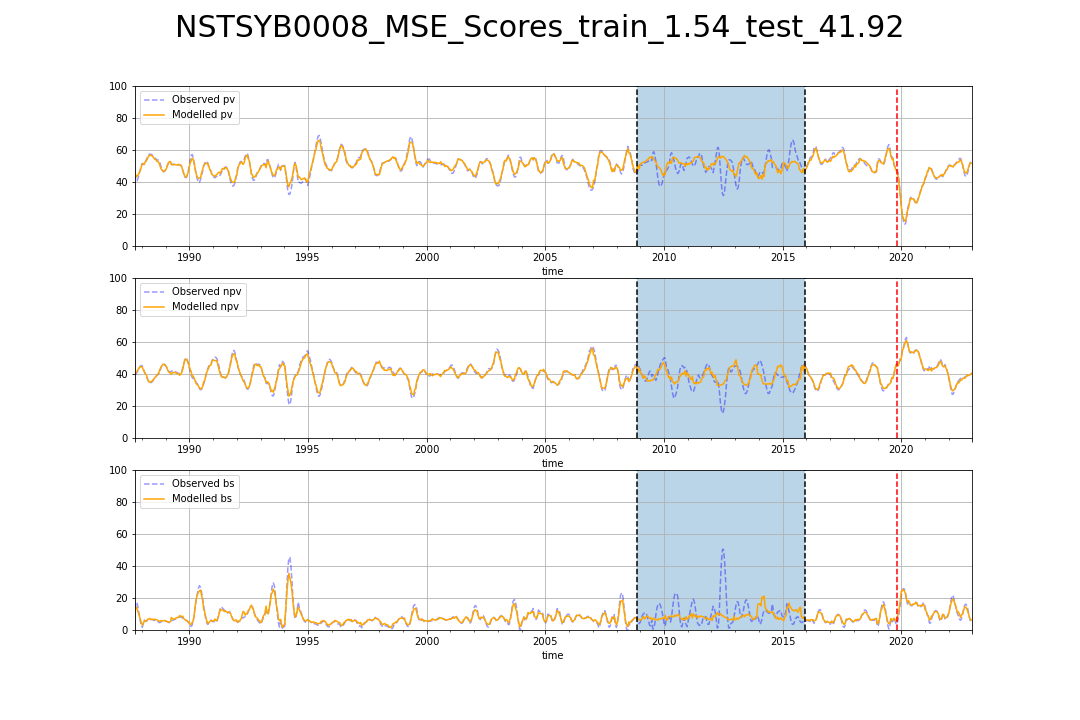 NSTSYB0008_MSE_Scores_train_1.54_test_41.92
100
80
60
40
20
0
Observed pv
Modelled pv
1990 1995 2000 2005 2010 2015 2020
time
100
80
60
40
20
0
Observed npv
Modelled npv
1990 1995 2000 2005 2010 2015 2020
time
100
80
60
40
20
0
Observed bs
Modelled bs
1990 1995 2000 2005 2010 2015 2020
time